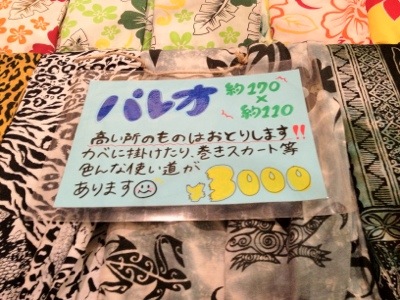 パレオ
約170
×
約110
高い所のものはおとりします!!
カベに掛けたり、巻きスカート等
色んな使い道が
あります
¥3000